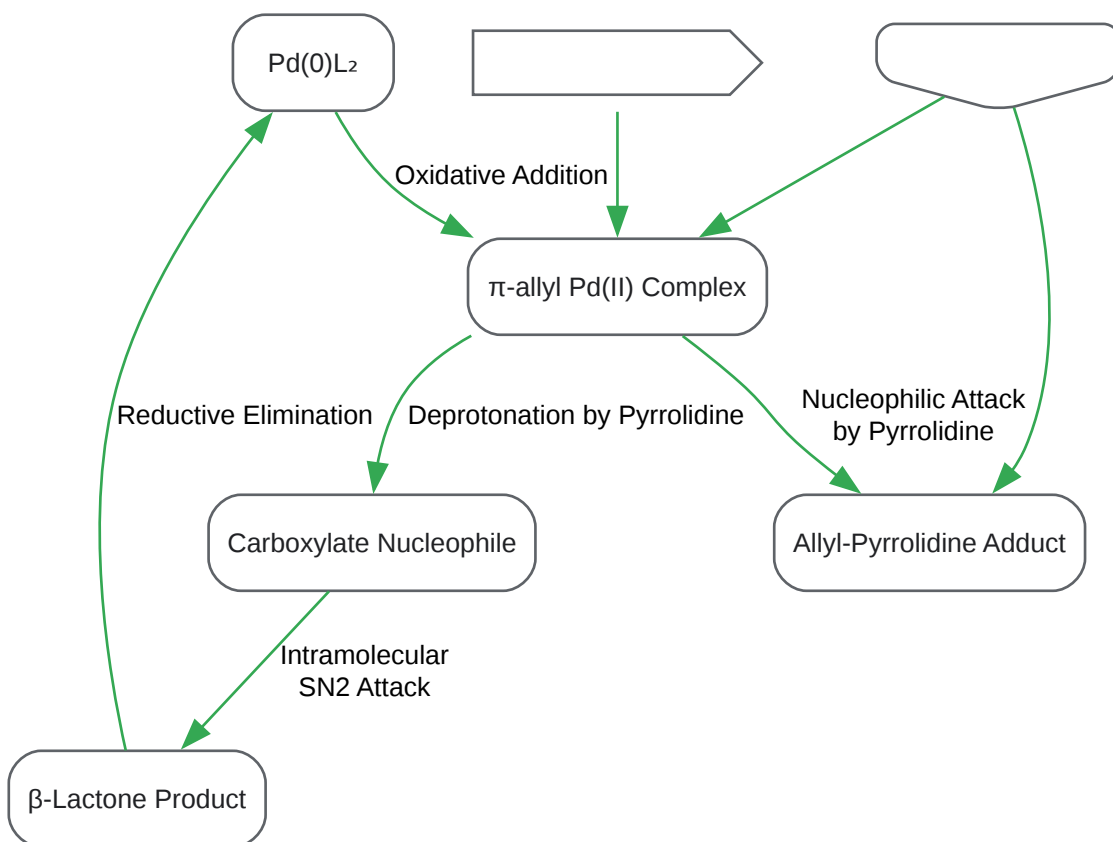 Pd(0)L₂
Oxidative Addition
π-allyl Pd(II) Complex
Reductive Elimination
Deprotonation by Pyrrolidine
Nucleophilic Attack
by Pyrrolidine
Carboxylate Nucleophile
Allyl-Pyrrolidine Adduct
Intramolecular
SN2 Attack
β-Lactone Product